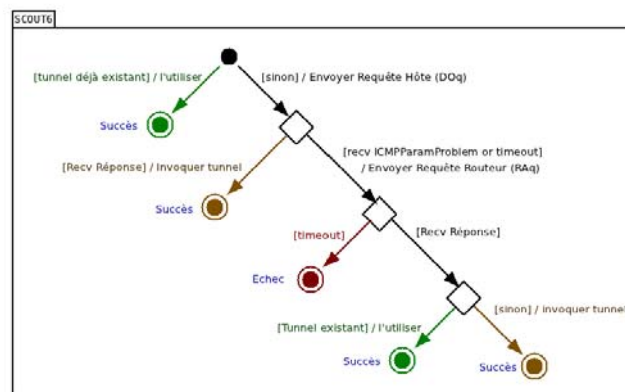 SCOUT6
[tunnel déjà existant] / l'utiliser
[sinon] / Envoyer Requête Hôte (DOq)
Succès
[recv ICMPParamProblem or timeout]
/ Envoyer Requête Routeur (RAq)
[Recv Réponse] / Invoquer tunnel
Succès
[timeout]
[Recv Réponse]
Échec
[sinon] / invoquer tunnel
[Tunnel existant] / l'utiliser
Succès
Succès